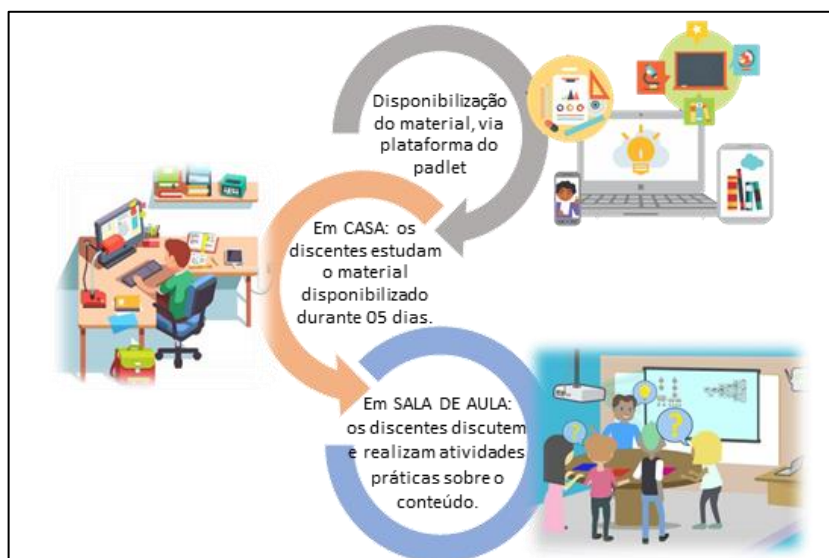 Disponibilização
do material, via
plataforma do
padlet
Em CASA: os
discentes estudam
o material
disponibilizado
durante 05 dias.
Em SALA DE AULA:
os discentes discutem
e realizam atividades
práticas sobre o
conteúdo.